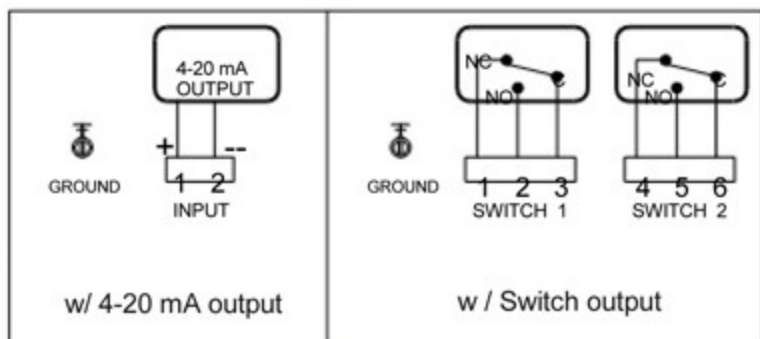 4-20 mA
OUTPUT
+ --
GROUND
1 2
INPUT
w/ 4-20 mA output
NC
C
NO
NC
C
NO
GROUND
1 2 3
SWITCH 1
4 5 6
SWITCH 2
w / Switch output